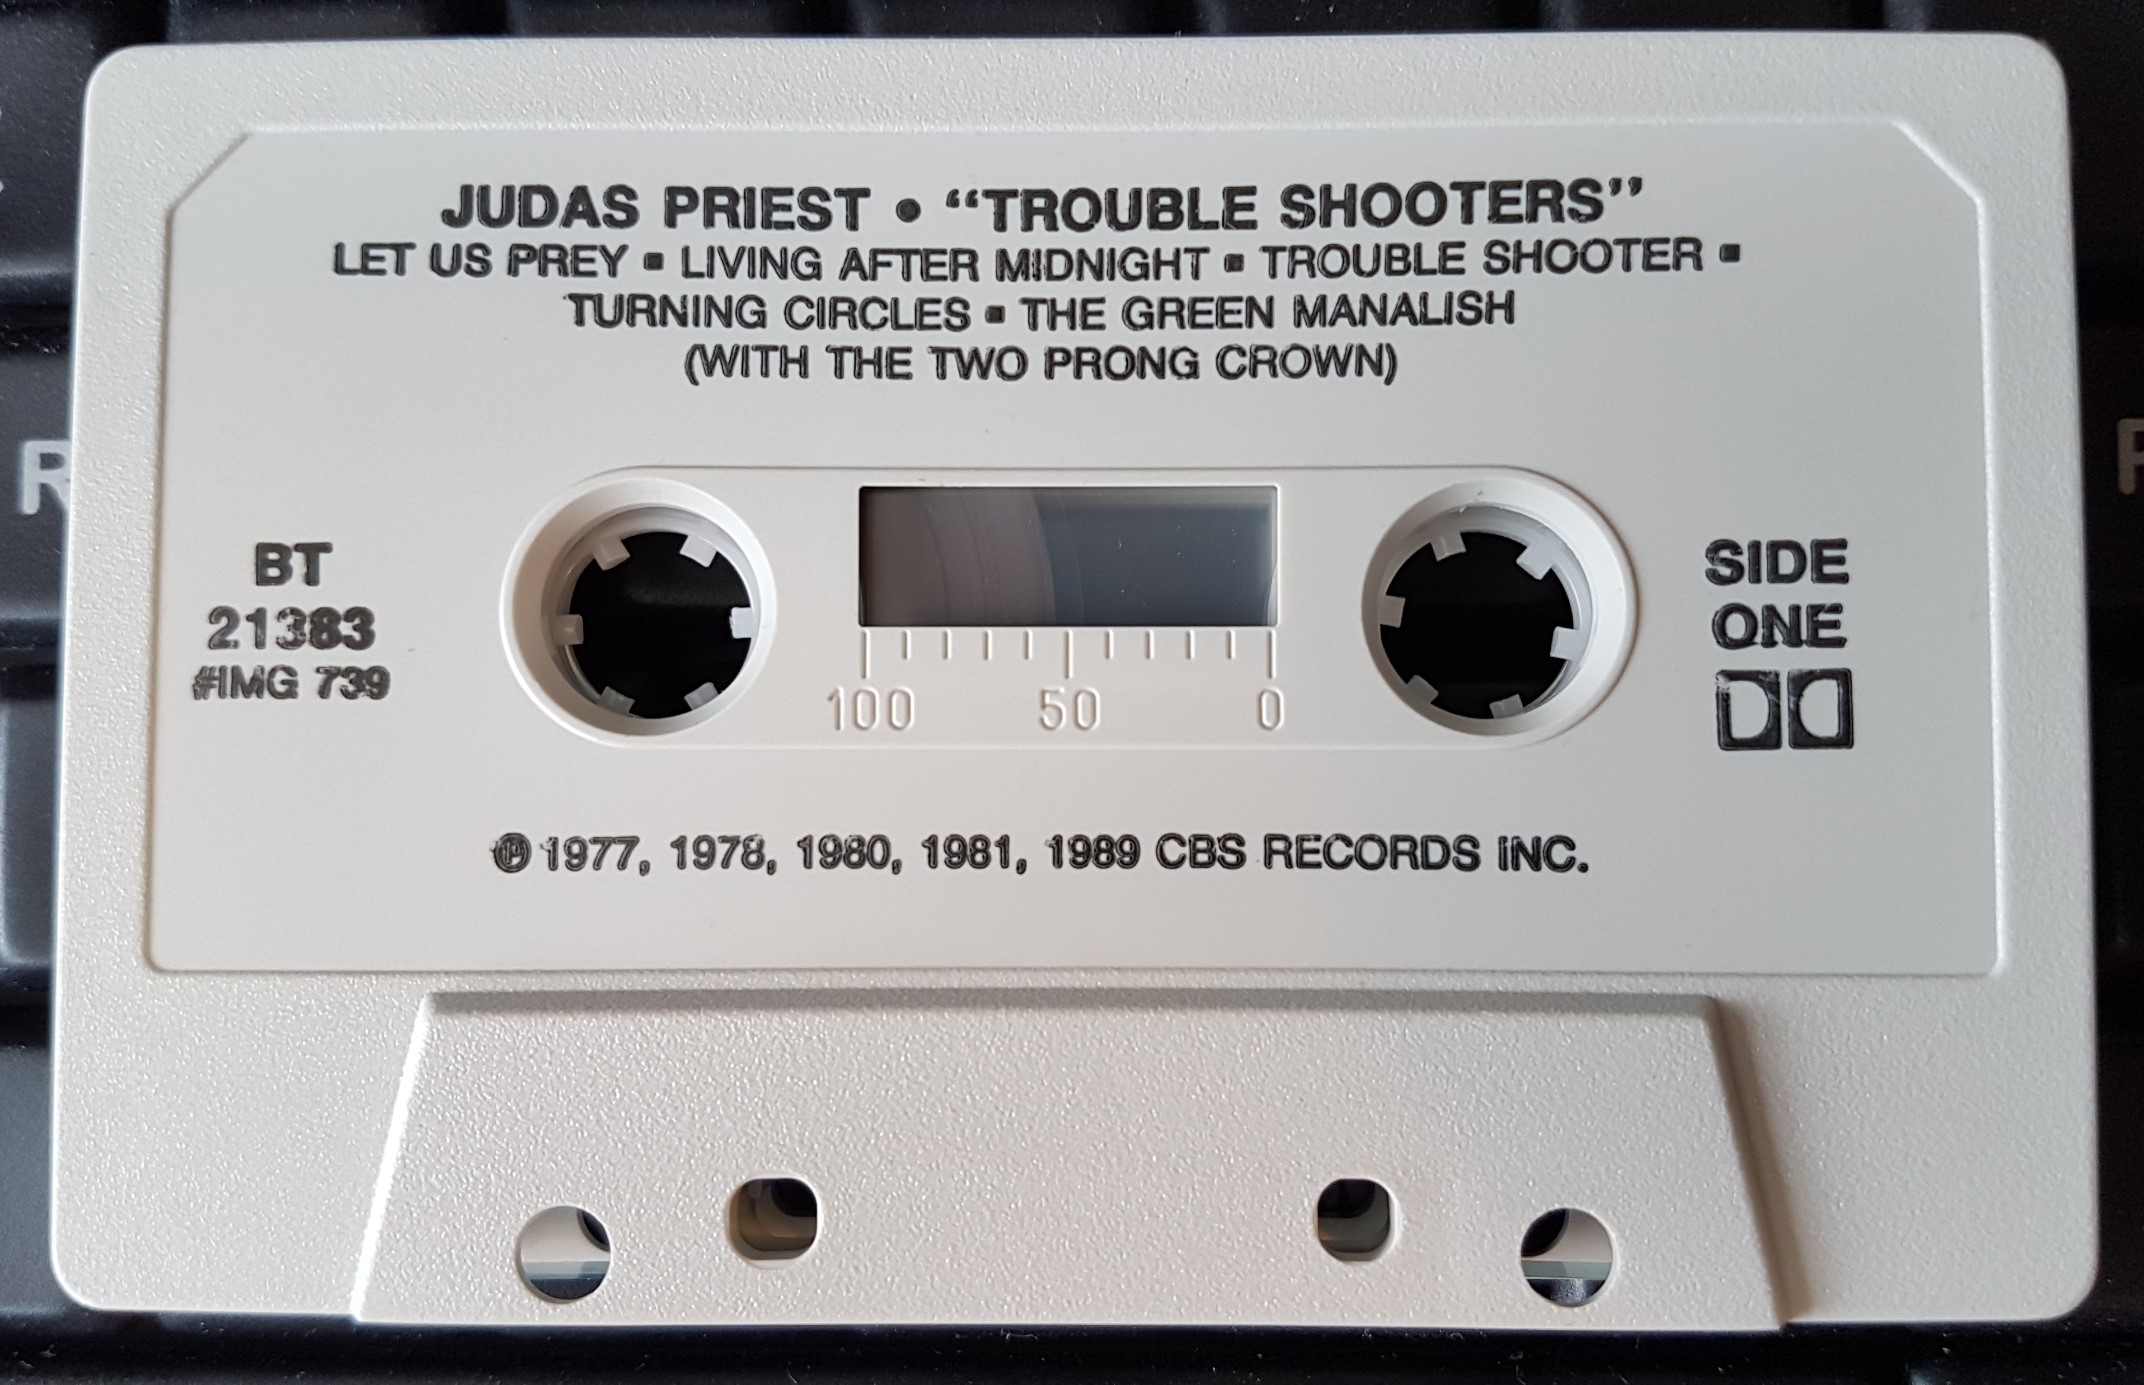 JUDAS PRIEST • “TROUBLE SHOOTERS”
LET US PREY ▪ LIVING AFTER MIDNIGHT ▪ TROUBLE SHOOTER ▪
TURNING CIRCLES ▪ THE GREEN MANALISH
(WITH THE TWO PRONG CROWN)
BT
21383
#IMG 739
100 50 0
SIDE
ONE
℗ 1977, 1978, 1980, 1981, 1989 CBS RECORDS INC.
R